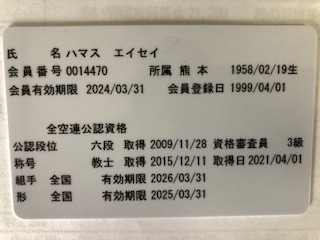 氏　　名 ハマス　エイセイ
会員番号 0014470　所属 熊本　1958/02/19生
会員有効期限 2024/03/31　会員登録日 1999/04/01
全空連公認資格
公認段位　六段　取得 2009/11/28　資格審査員　3級
称号　教士　取得 2015/12/11　取得日 2021/04/01
組手　全国　有効期限 2026/03/31
形　全国　有効期限 2025/03/31